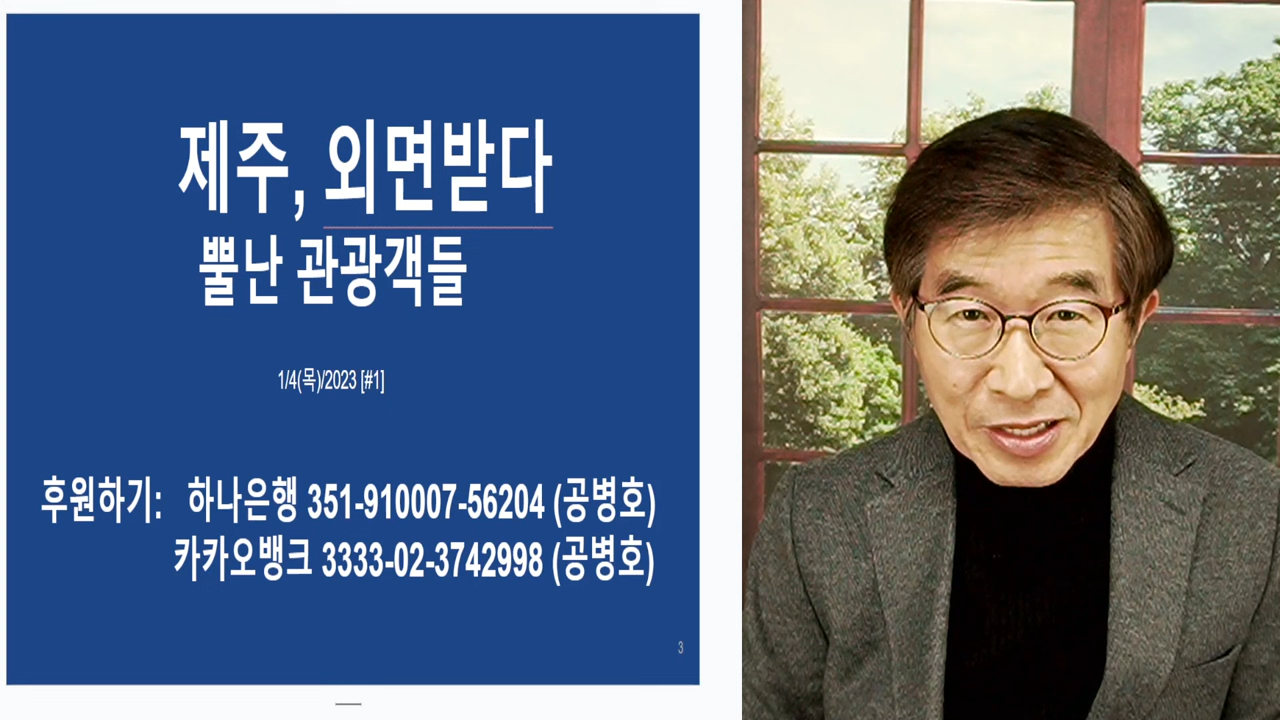 제주, 외면받다
뿔난 관광객들
1/4(목)/2023 [#1]
후원하기: 하나은행 351-910007-56204 (공병호)
카카오뱅크 3333-02-3742998 (공병호)
3